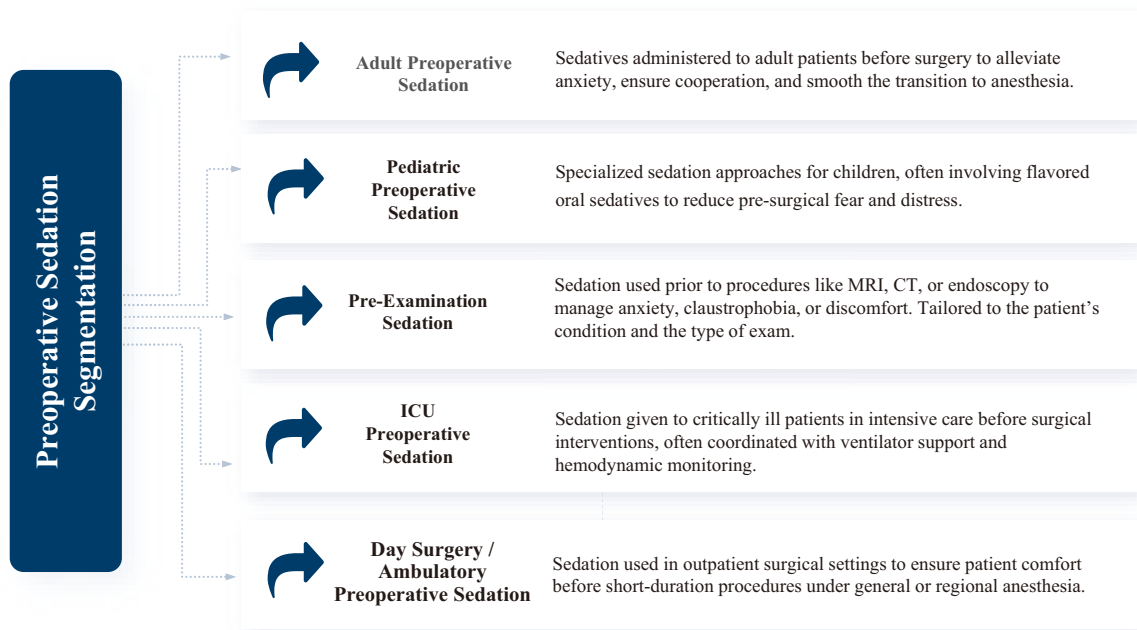 Preoperative Sedation
Segmentation
Adult Preoperative
Sedation
Sedatives administered to adult patients before surgery to alleviate
anxiety, ensure cooperation, and smooth the transition to anesthesia.
Pediatric
Preoperative
Sedation
Specialized sedation approaches for children, often involving flavored
oral sedatives to reduce pre-surgical fear and distress.
Pre-Examination
Sedation
Sedation used prior to procedures like MRI, CT, or endoscopy to
manage anxiety, claustrophobia, or discomfort. Tailored to the patient’s
condition and the type of exam.
ICU
Preoperative
Sedation
Sedation given to critically ill patients in intensive care before surgical
interventions, often coordinated with ventilator support and
hemodynamic monitoring.
Day Surgery /
Ambulatory
Preoperative Sedation
Sedation used in outpatient surgical settings to ensure patient comfort
before short-duration procedures under general or regional anesthesia.